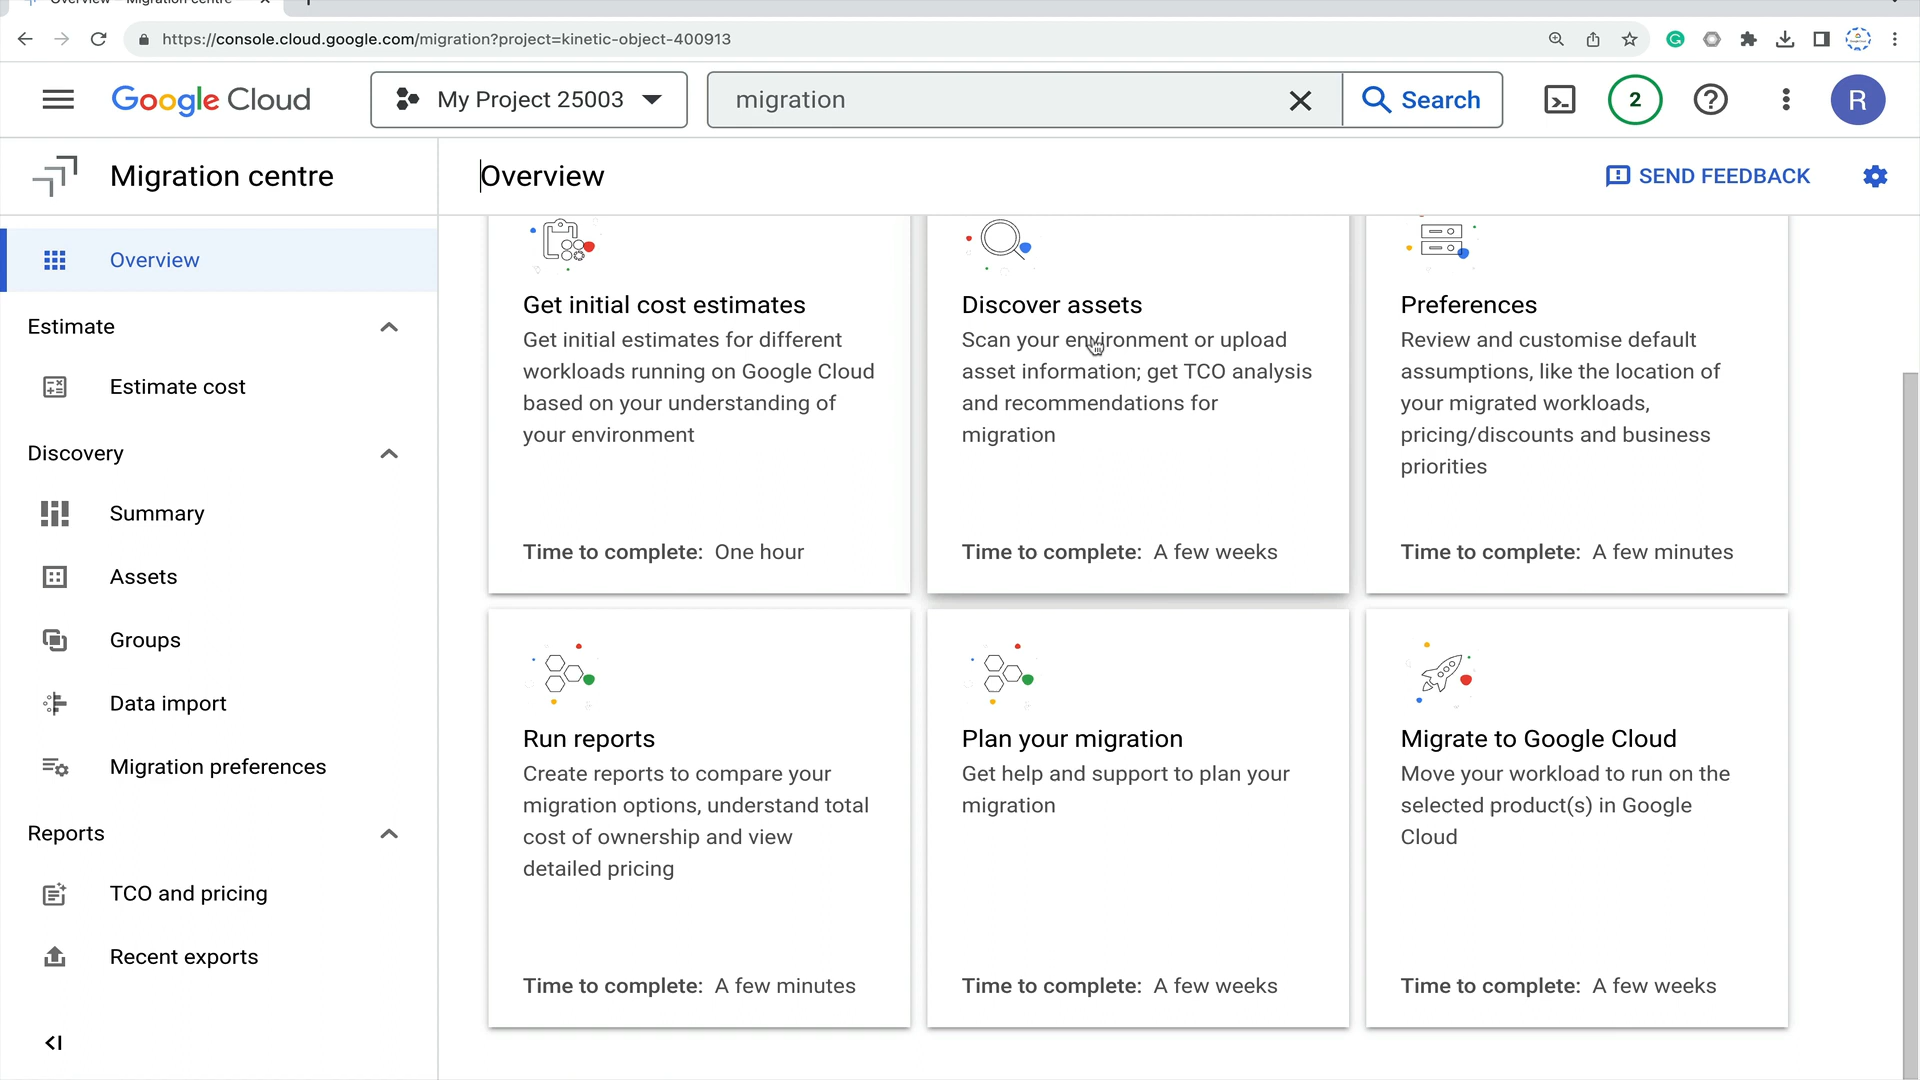 Overview – Migration centre
https://console.cloud.google.com/migration?project=kinetic-object-400913
Google Cloud
My Project 25003
migration
Search
2
R
Migration centre
Overview
SEND FEEDBACK
Overview
Estimate
Estimate cost
Discovery
Summary
Assets
Groups
Data import
Migration preferences
Reports
TCO and pricing
Recent exports
Get initial cost estimates
Get initial estimates for different
workloads running on Google Cloud
based on your understanding of
your environment
Time to complete: One hour
Discover assets
Scan your environment or upload
asset information; get TCO analysis
and recommendations for
migration
Time to complete: A few weeks
Preferences
Review and customise default
assumptions, like the location of
your migrated workloads,
pricing/discounts and business
priorities
Time to complete: A few minutes
Run reports
Create reports to compare your
migration options, understand total
cost of ownership and view
detailed pricing
Time to complete: A few minutes
Plan your migration
Get help and support to plan your
migration
Time to complete: A few weeks
Migrate to Google Cloud
Move your workload to run on the
selected product(s) in Google
Cloud
Time to complete: A few weeks